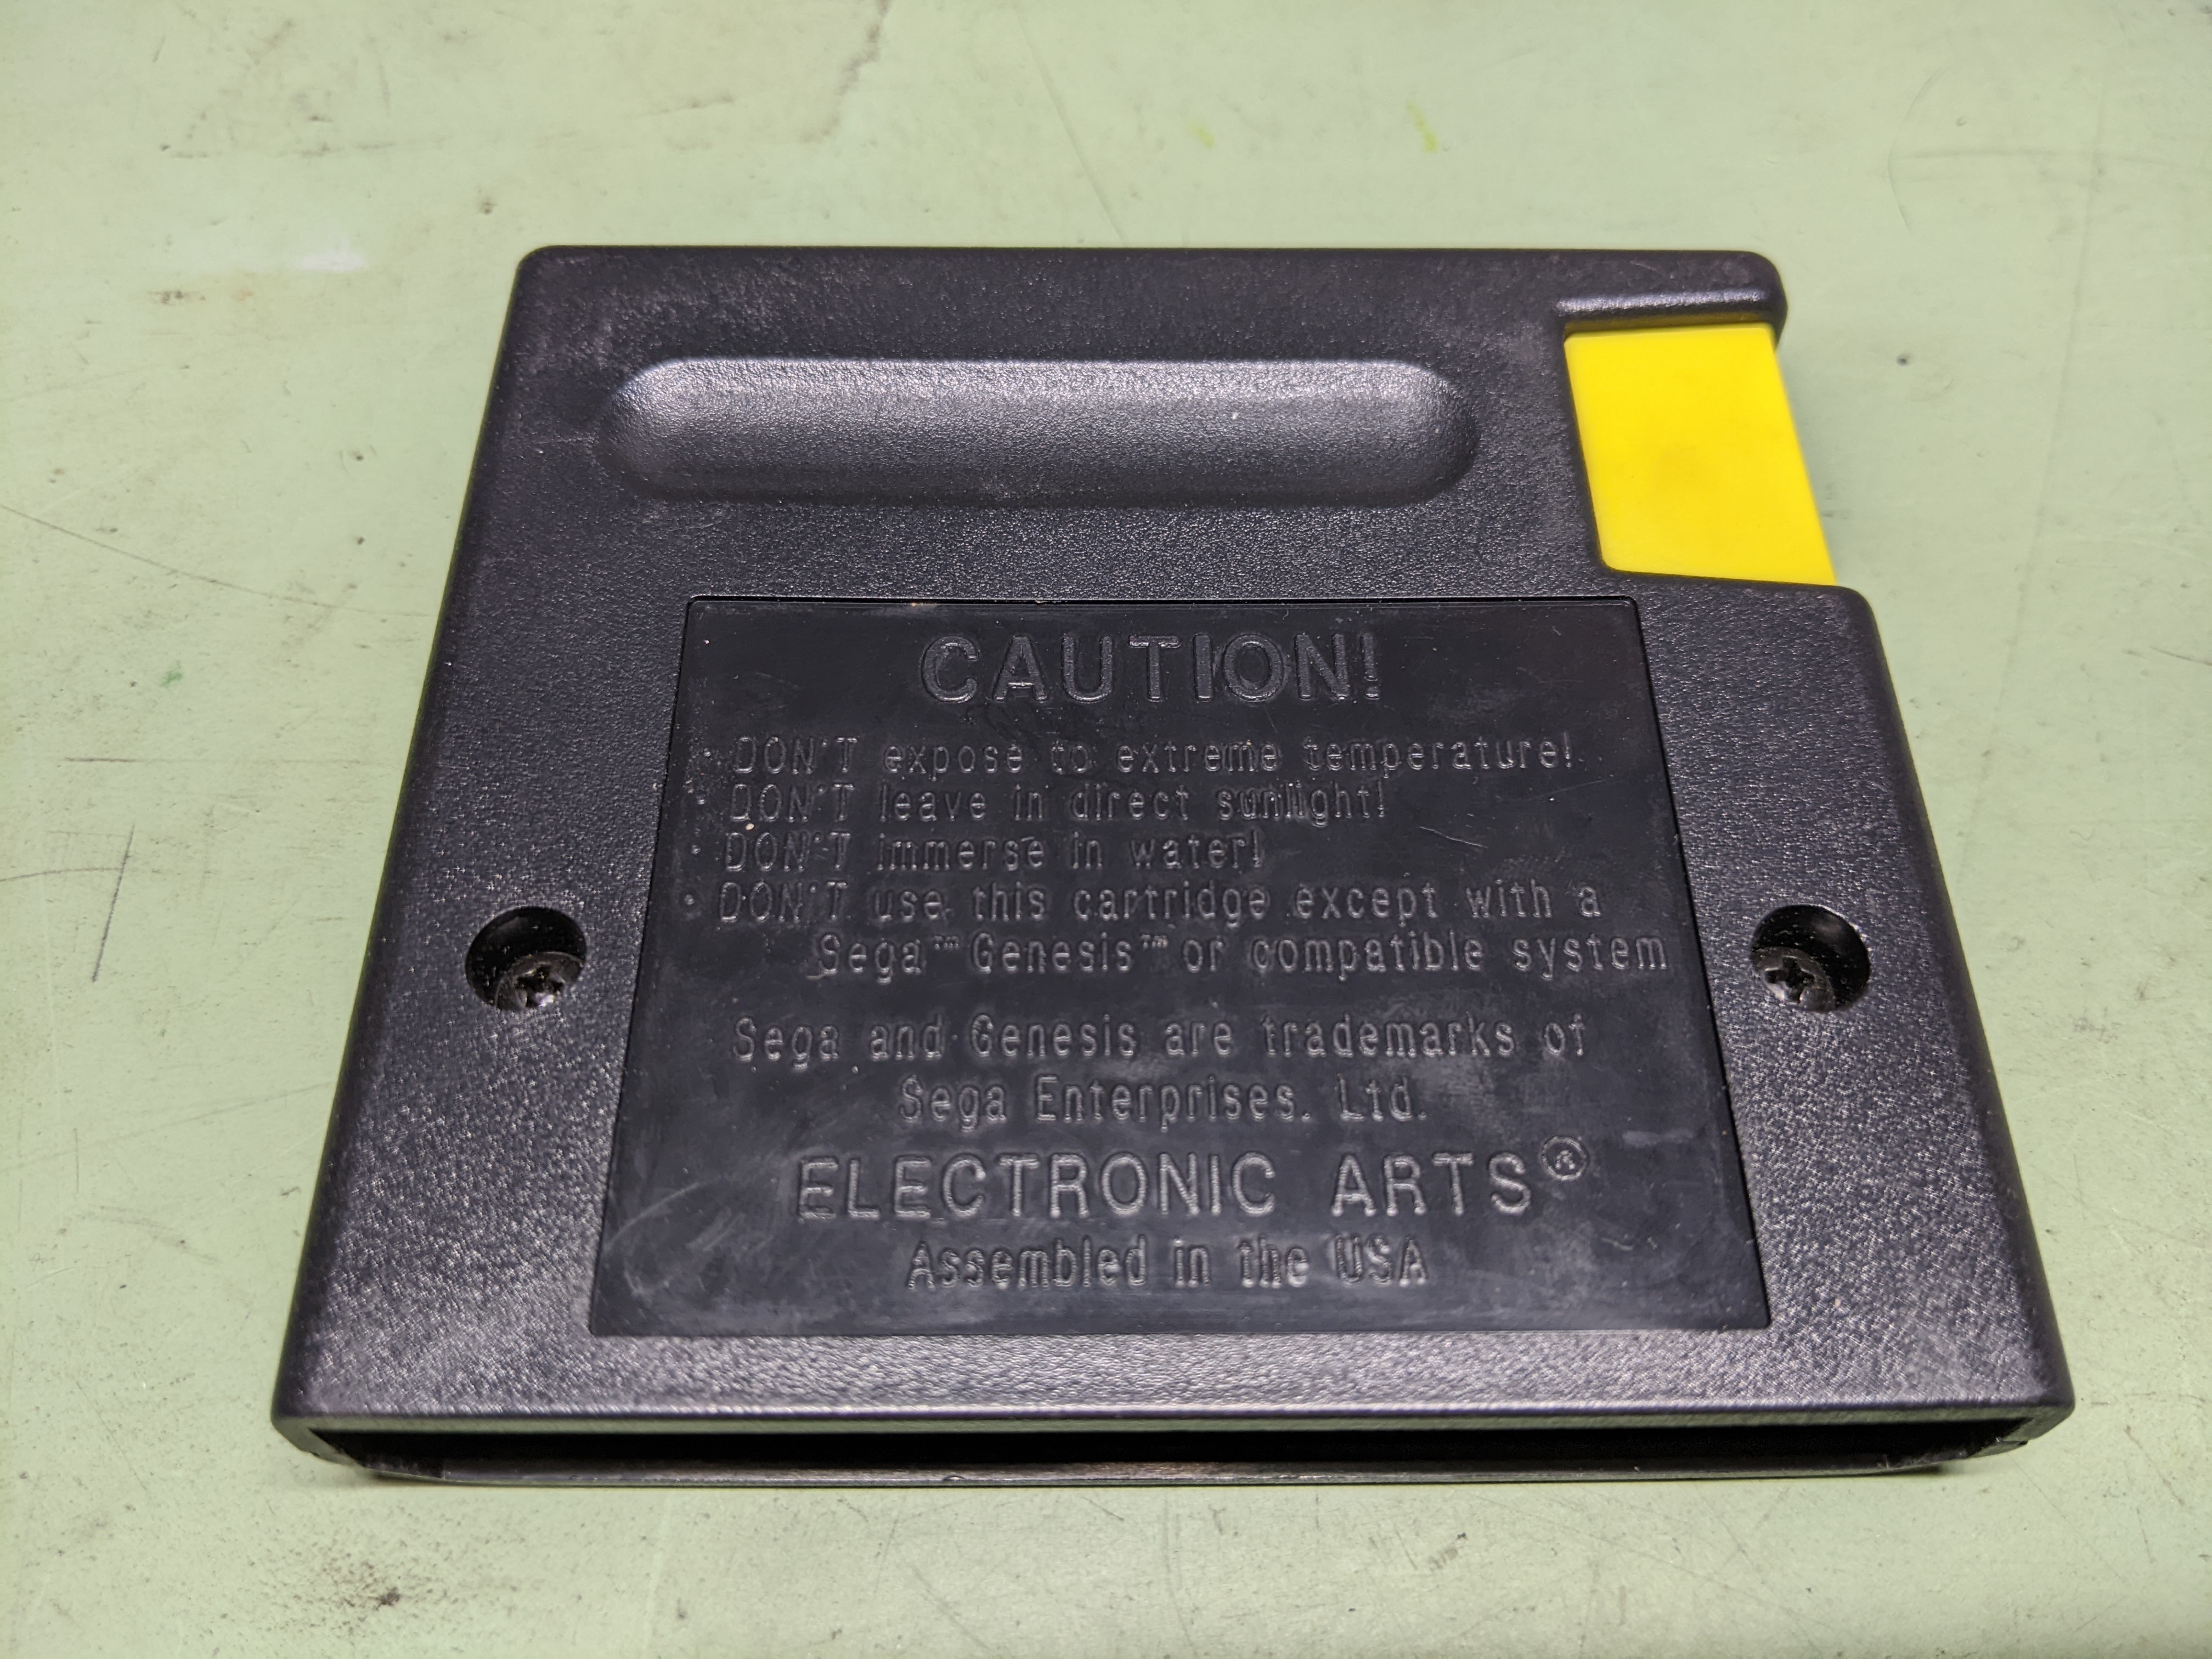 CAUTION!
· DON'T expose to extreme temperature!
· DON'T leave in direct sunlight!
· DON'T immerse in water!
· DON'T use this cartridge except with a
Sega™ Genesis™ or compatible system
Sega and Genesis are trademarks of
Sega Enterprises. Ltd.
ELECTRONIC ARTS®
Assembled in the USA